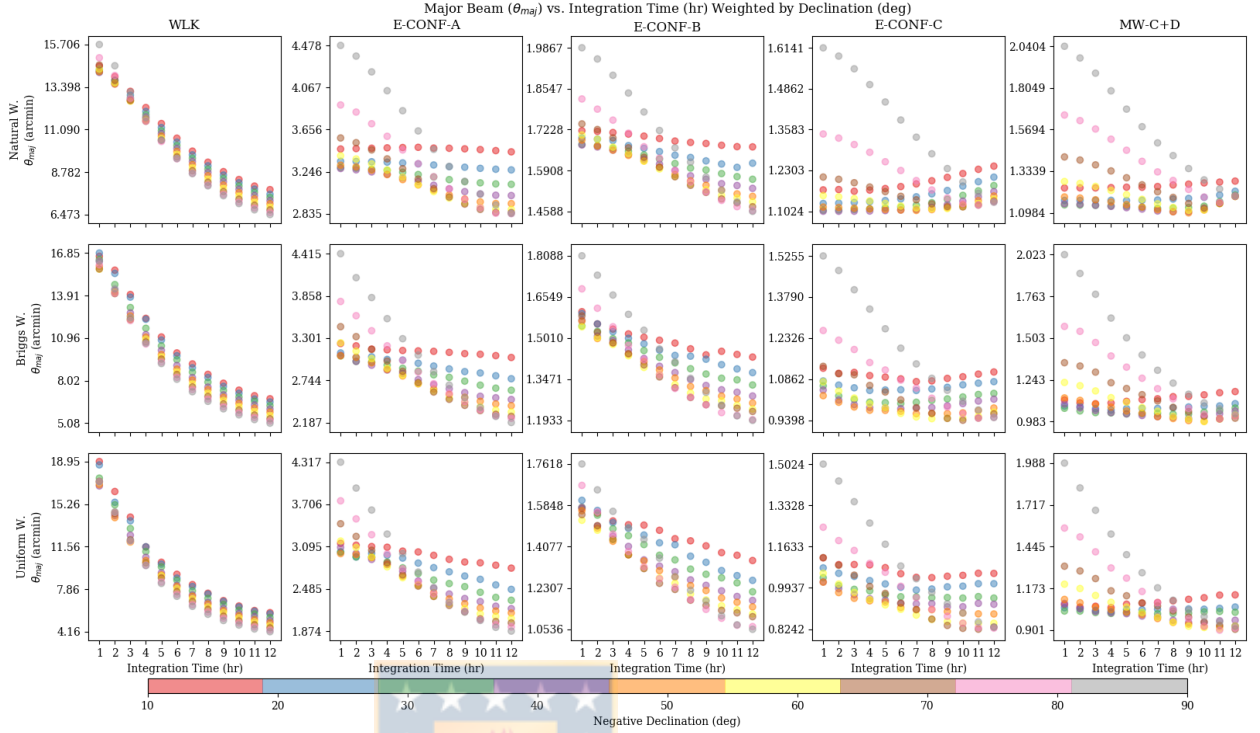 Major Beam (θmaj) vs. Integration Time (hr) Weighted by Declination (deg)
WLK E-CONF-A E-CONF-B E-CONF-C MW-C+D
Natural W.
θmaj (arcmin)
15.706 13.398 11.090 8.782 6.473
4.478 4.067 3.656 3.246 2.835
1.9867 1.8547 1.7228 1.5908 1.4588
1.6141 1.4862 1.3583 1.2303 1.1024
2.0404 1.8049 1.5694 1.3339 1.0984
Briggs W.
θmaj (arcmin)
16.85 13.91 10.96 8.02 5.08
4.415 3.858 3.301 2.744 2.187
1.8088 1.6549 1.5010 1.3471 1.1933
1.5255 1.3790 1.2326 1.0862 0.9398
2.023 1.763 1.503 1.243 0.983
Uniform W.
θmaj (arcmin)
18.95 15.26 11.56 7.86 4.16
4.317 3.706 3.095 2.485 1.874
1.7618 1.5848 1.4077 1.2307 1.0536
1.5024 1.3328 1.1633 0.9937 0.8242
1.988 1.717 1.445 1.173 0.901
1 2 3 4 5 6 7 8 9 10 11 12 1 2 3 4 5 6 7 8 9 10 11 12 1 2 3 4 5 6 7 8 9 10 11 12 1 2 3 4 5 6 7 8 9 10 11 12 1 2 3 4 5 6 7 8 9 10 11 12
Integration Time (hr) Integration Time (hr) Integration Time (hr) Integration Time (hr) Integration Time (hr)
10 20 30 40 50 60 70 80 90
Negative Declination (deg)